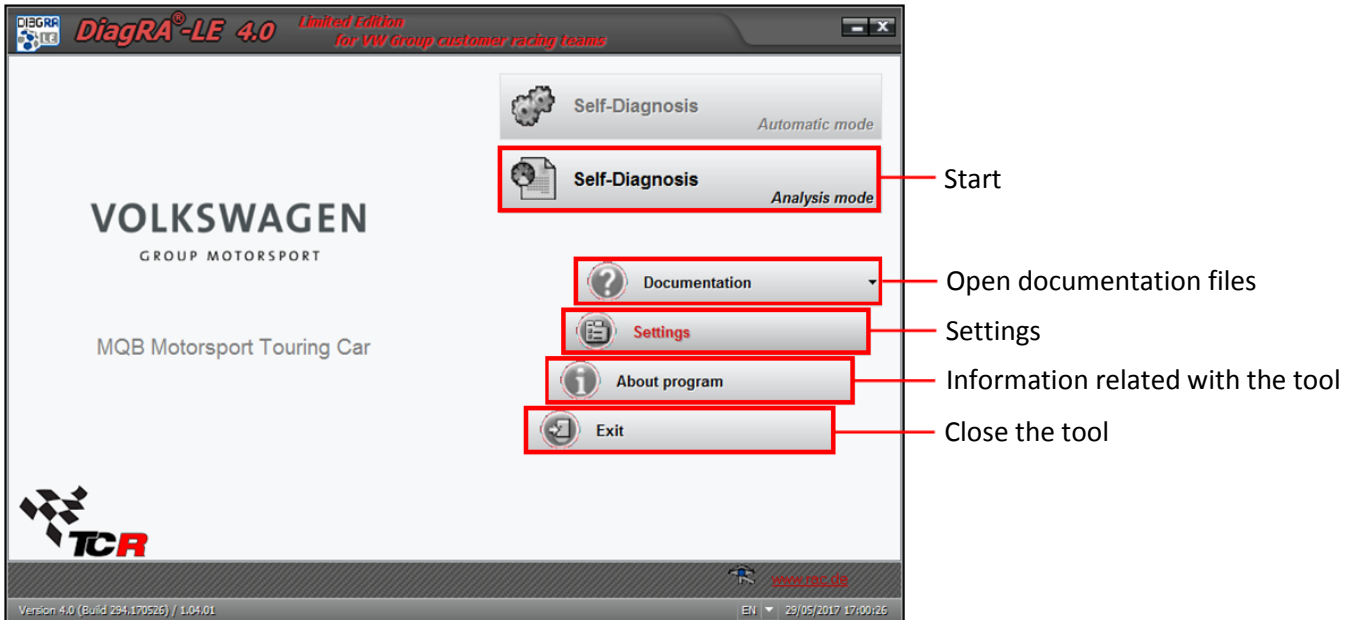 DIAGRA
LE
DiagRA®-LE 4.0
Limited Edition
for VW Group customer racing teams
Self-Diagnosis
Automatic mode
Self-Diagnosis
Analysis mode
Start
VOLKSWAGEN
GROUP MOTORSPORT
MQB Motorsport Touring Car
Documentation
Open documentation files
Settings
Settings
About program
Information related with the tool
Exit
Close the tool
TCR
www.rac.de
Version 4.0 (Build 294.170526) / 1.04.01
EN
29/05/2017 17:00:26